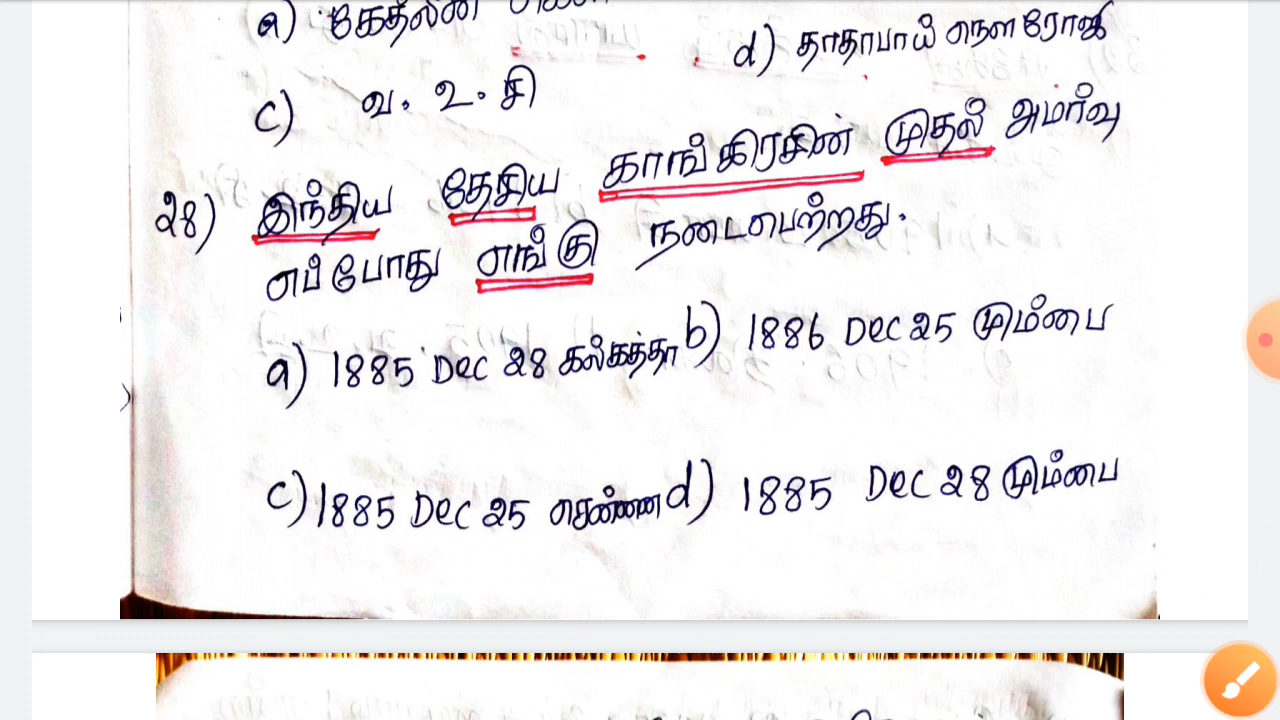 a) கேதலின்
d) தாதாபாய் நௌரோஜி
c) வ. உ. சி
28) இந்திய தேசிய காங்கிரசின் முதல் அமர்வு
எப்போது எங்கு நடைபெற்றது.
a) 1885 Dec 28 கல்கத்தா b) 1886 Dec 25 மும்பை
c) 1885 Dec 25 சென்னை d) 1885 Dec 28 மும்பை